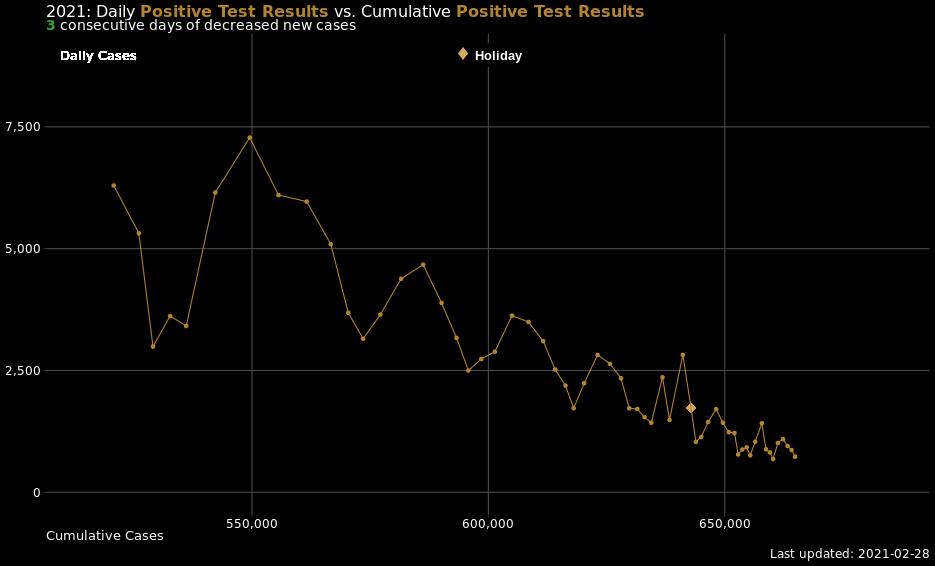 2021: Daily Positive Test Results vs. Cumulative Positive Test Results
3 consecutive days of decreased new cases
Daily Cases
Holiday
7,500
5,000
2,500
0
550,000 600,000 650,000
Cumulative Cases
Last updated: 2021-02-28